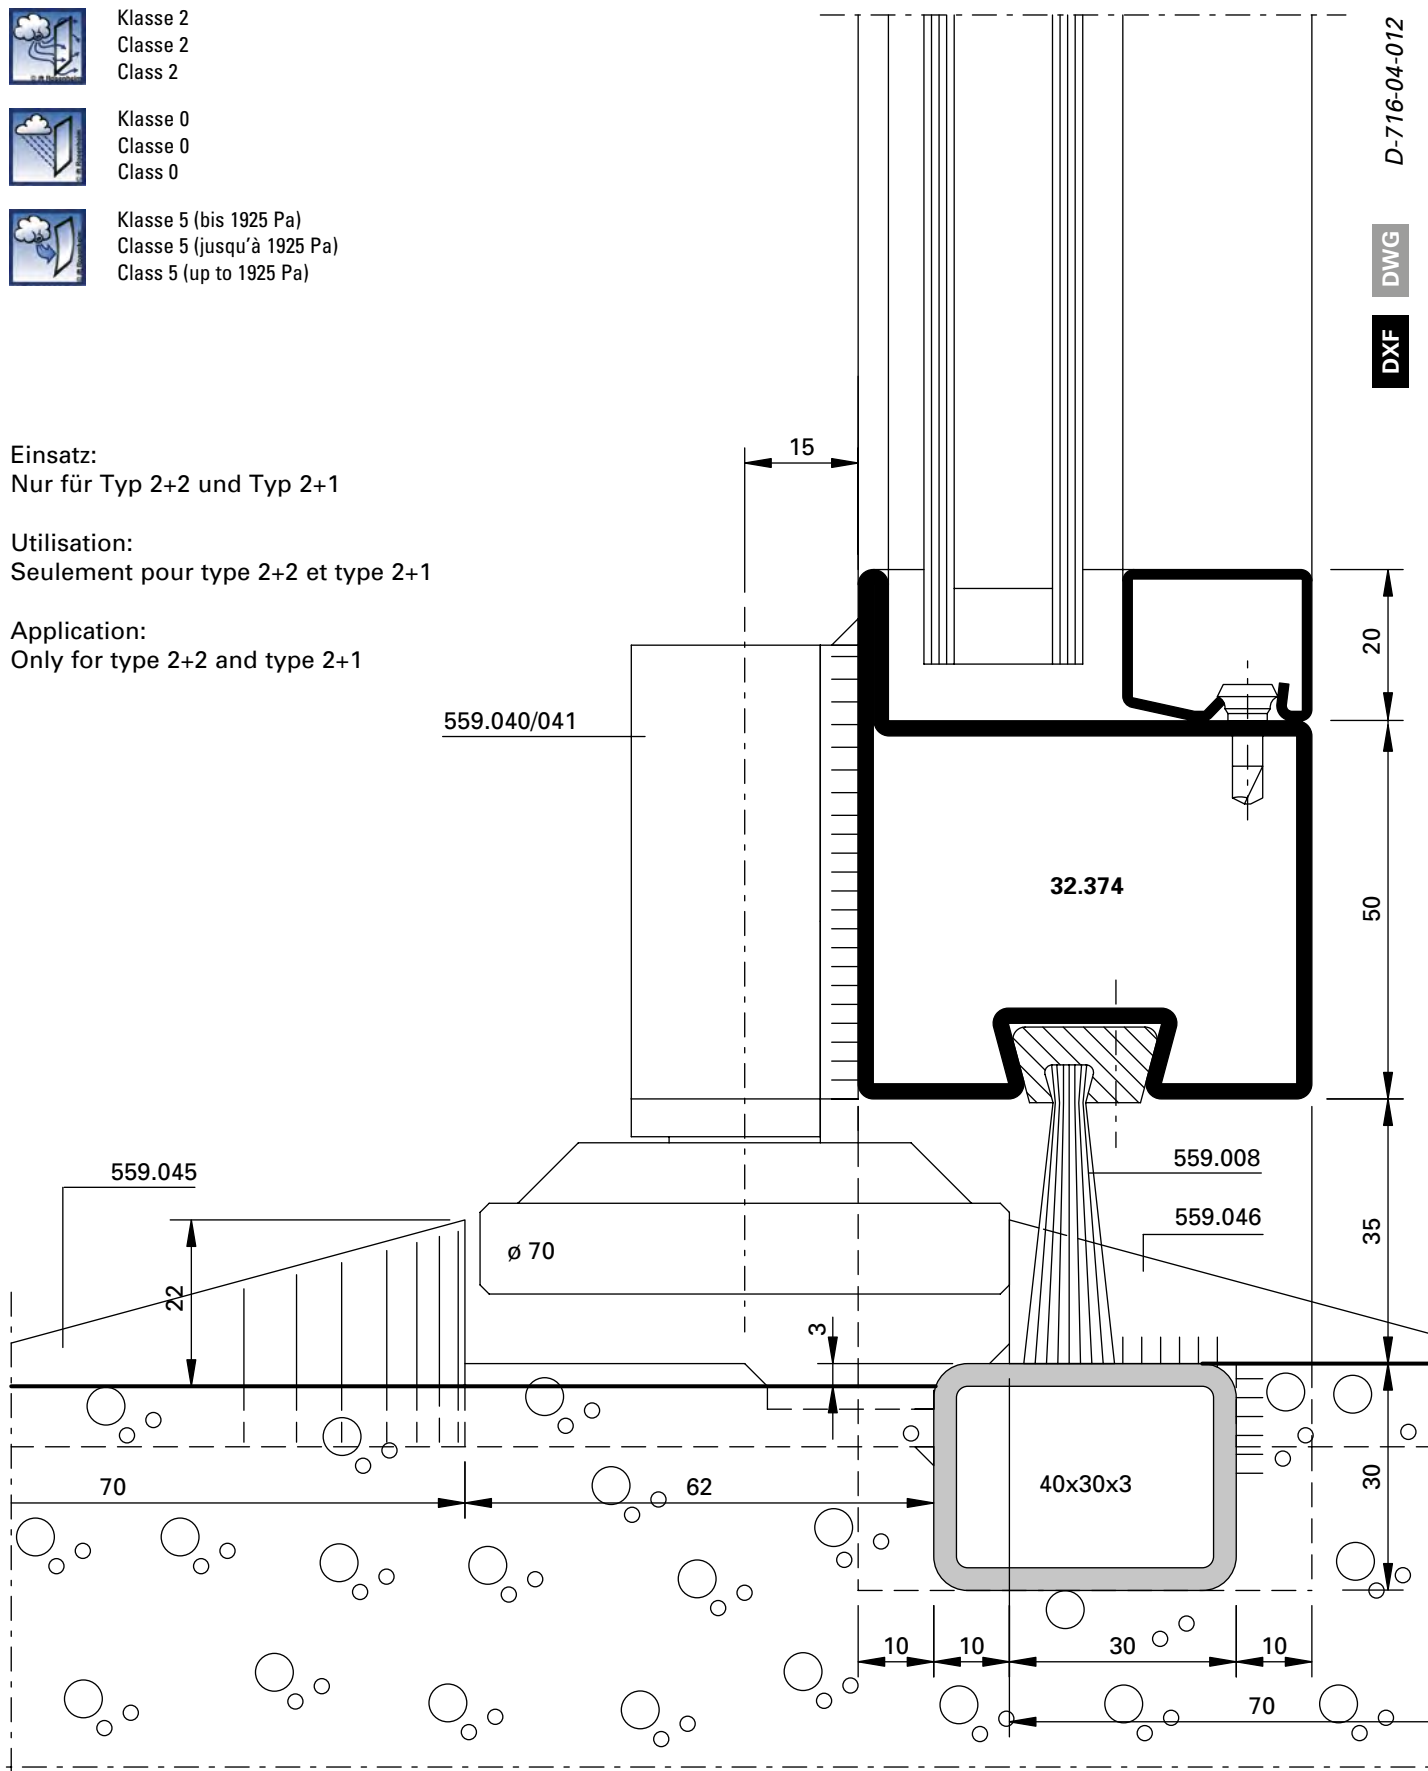 Klasse 2
Classe 2
Class 2
Klasse 0
Classe 0
Class 0
Klasse 5 (bis 1925 Pa)
Classe 5 (jusqu'à 1925 Pa)
Class 5 (up to 1925 Pa)
D-716-04-012
DWG
DXF
Einsatz:
Nur für Typ 2+2 und Typ 2+1
Utilisation:
Seulement pour type 2+2 et type 2+1
Application:
Only for type 2+2 and type 2+1
15
20
559.040/041
32.374
50
559.045
559.008
559.046
35
ø 70
22
3
70
62
40x30x3
30
10
10
30
10
70